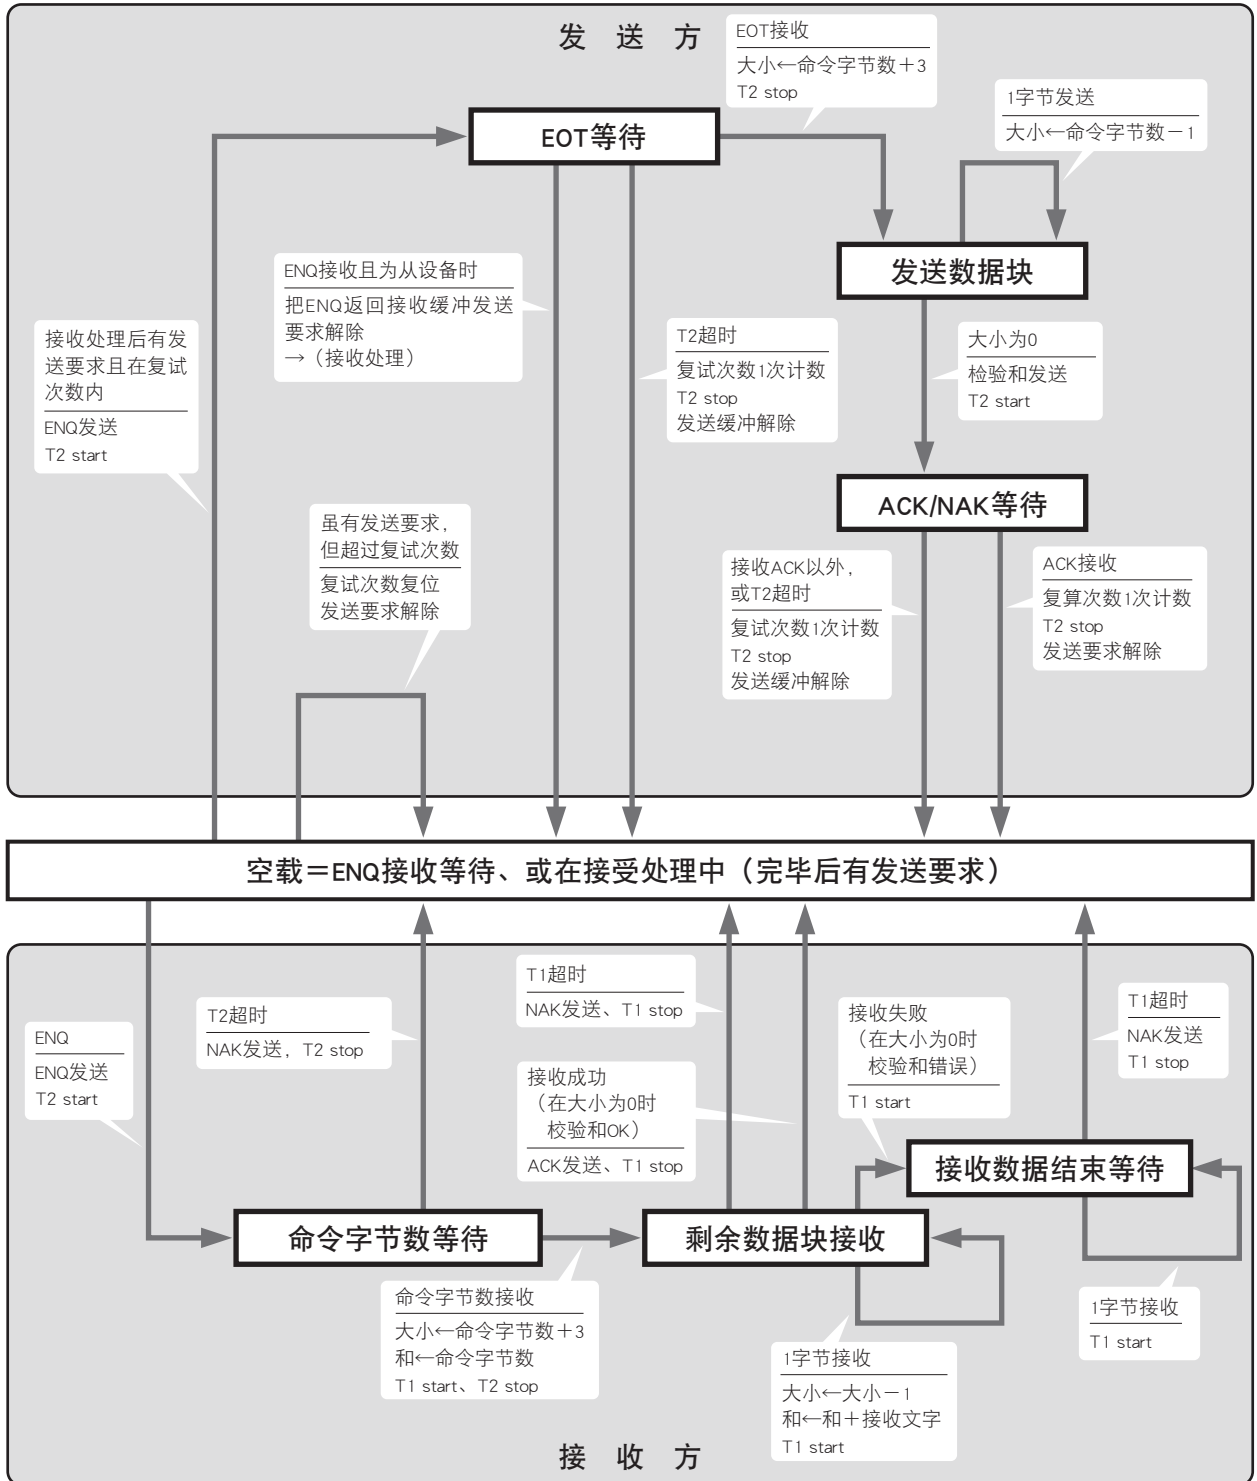 发 送 方
EOT接收
大小←命令字节数＋3
T2 stop
1字节发送
大小←命令字节数－1
EOT等待
发送数据块
ENQ接收且为从设备时
把ENQ返回接收缓冲发送
要求解除
→（接收处理）
接收处理后有发
送要求且在复试
次数内
ENQ发送
T2 start
T2超时
复试次数1次计数
T2 stop
发送缓冲解除
大小为0
检验和发送
T2 start
ACK/NAK等待
虽有发送要求，
但超过复试次数
复试次数复位
发送要求解除
接收ACK以外，
或T2超时
复试次数1次计数
T2 stop
发送缓冲解除
ACK接收
复算次数1次计数
T2 stop
发送要求解除
空载＝ENQ接收等待、或在接受处理中（完毕后有发送要求）
ENQ
ENQ发送
T2 start
T2超时
NAK发送，T2 stop
T1超时
NAK发送、T1 stop
接收成功
（在大小为0时
校验和OK）
ACK发送、T1 stop
接收失败
（在大小为0时
校验和错误）
T1 start
T1超时
NAK发送
T1 stop
接收数据结束等待
命令字节数等待
剩余数据块接收
命令字节数接收
大小←命令字节数＋3
和←命令字节数
T1 start、T2 stop
1字节接收
大小←大小－1
和←和＋接收文字
T1 start
1字节接收
T1 start
接 收 方